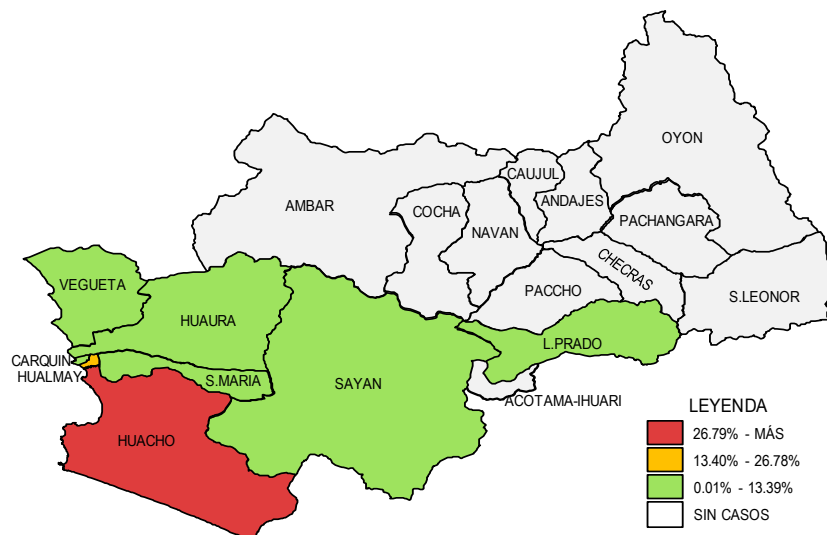 OYON
CAUJUL
ANDAJES
AMBAR
COCHA
NAVAN
PACHANGARA
CHECRAS
VEGUETA
PACCHO
S.LEONOR
HUAURA
L.PRADO
CARQUIN
HUALMAY
S.MARIA
SAYAN
ACOTAMA-IHUARI
HUACHO
LEYENDA
26.79% - MÁS
13.40% - 26.78%
0.01% - 13.39%
SIN CASOS